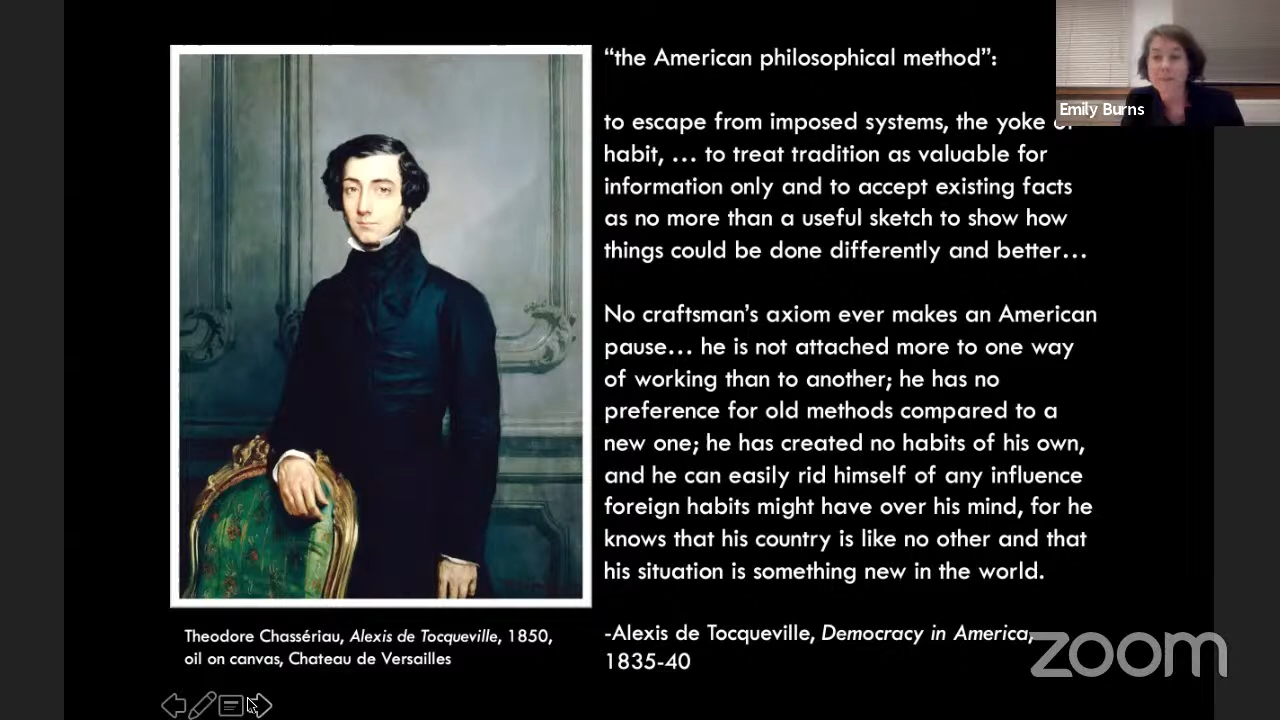 “the American philosophical method”:
to escape from imposed systems, the yoke of
habit, … to treat tradition as valuable for
information only and to accept existing facts
as no more than a useful sketch to show how
things could be done differently and better…
No craftsman’s axiom ever makes an American
pause… he is not attached more to one way
of working than to another; he has no
preference for old methods compared to a
new one; he has created no habits of his own,
and he can easily rid himself of any influence
foreign habits might have over his mind, for he
knows that his country is like no other and that
his situation is something new in the world.
-Alexis de Tocqueville, Democracy in America,
1835-40
Theodore Chassériau, Alexis de Tocqueville, 1850,
oil on canvas, Chateau de Versailles
Emily Burns
zoom